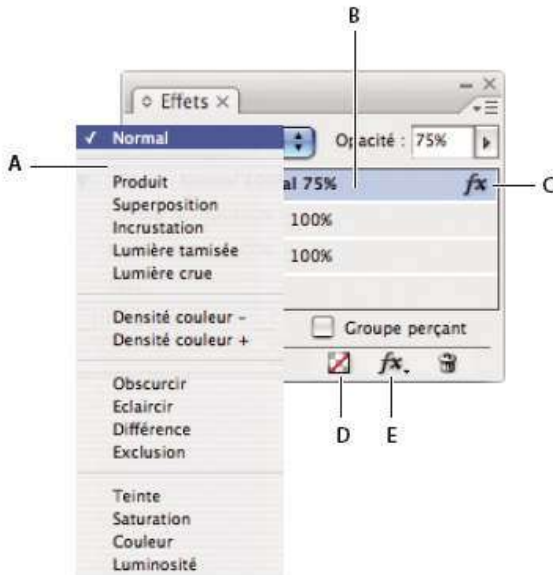 B
Effets
Normal
Opacité : 75%
A
C
Produit
al 75%
fx
Superposition
100%
Incrustation
Lumière tamisée
100%
Lumière crue
Densité couleur -
Groupe perçant
Densité couleur +
fx.
Obscurcir
Eclaircir
D E
Différence
Exclusion
Teinte
Saturation
Couleur
Luminosité